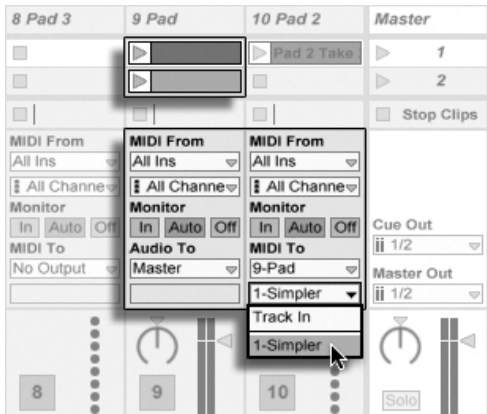 8 Pad 3
9 Pad
10 Pad 2
Master
Pad 2 Take
1
2
Stop Clips
MIDI From
MIDI From
MIDI From
All Ins
All Ins
All Ins
All Channe
All Channe
All Channe
Monitor
Monitor
Monitor
In Auto Off
In Auto Off
In Auto Off
Cue Out
MIDI To
Audio To
MIDI To
ii 1/2
No Output
Master
9-Pad
Master Out
1-Simpler
ii 1/2
Track In
1-Simpler
8
9
10
Solo